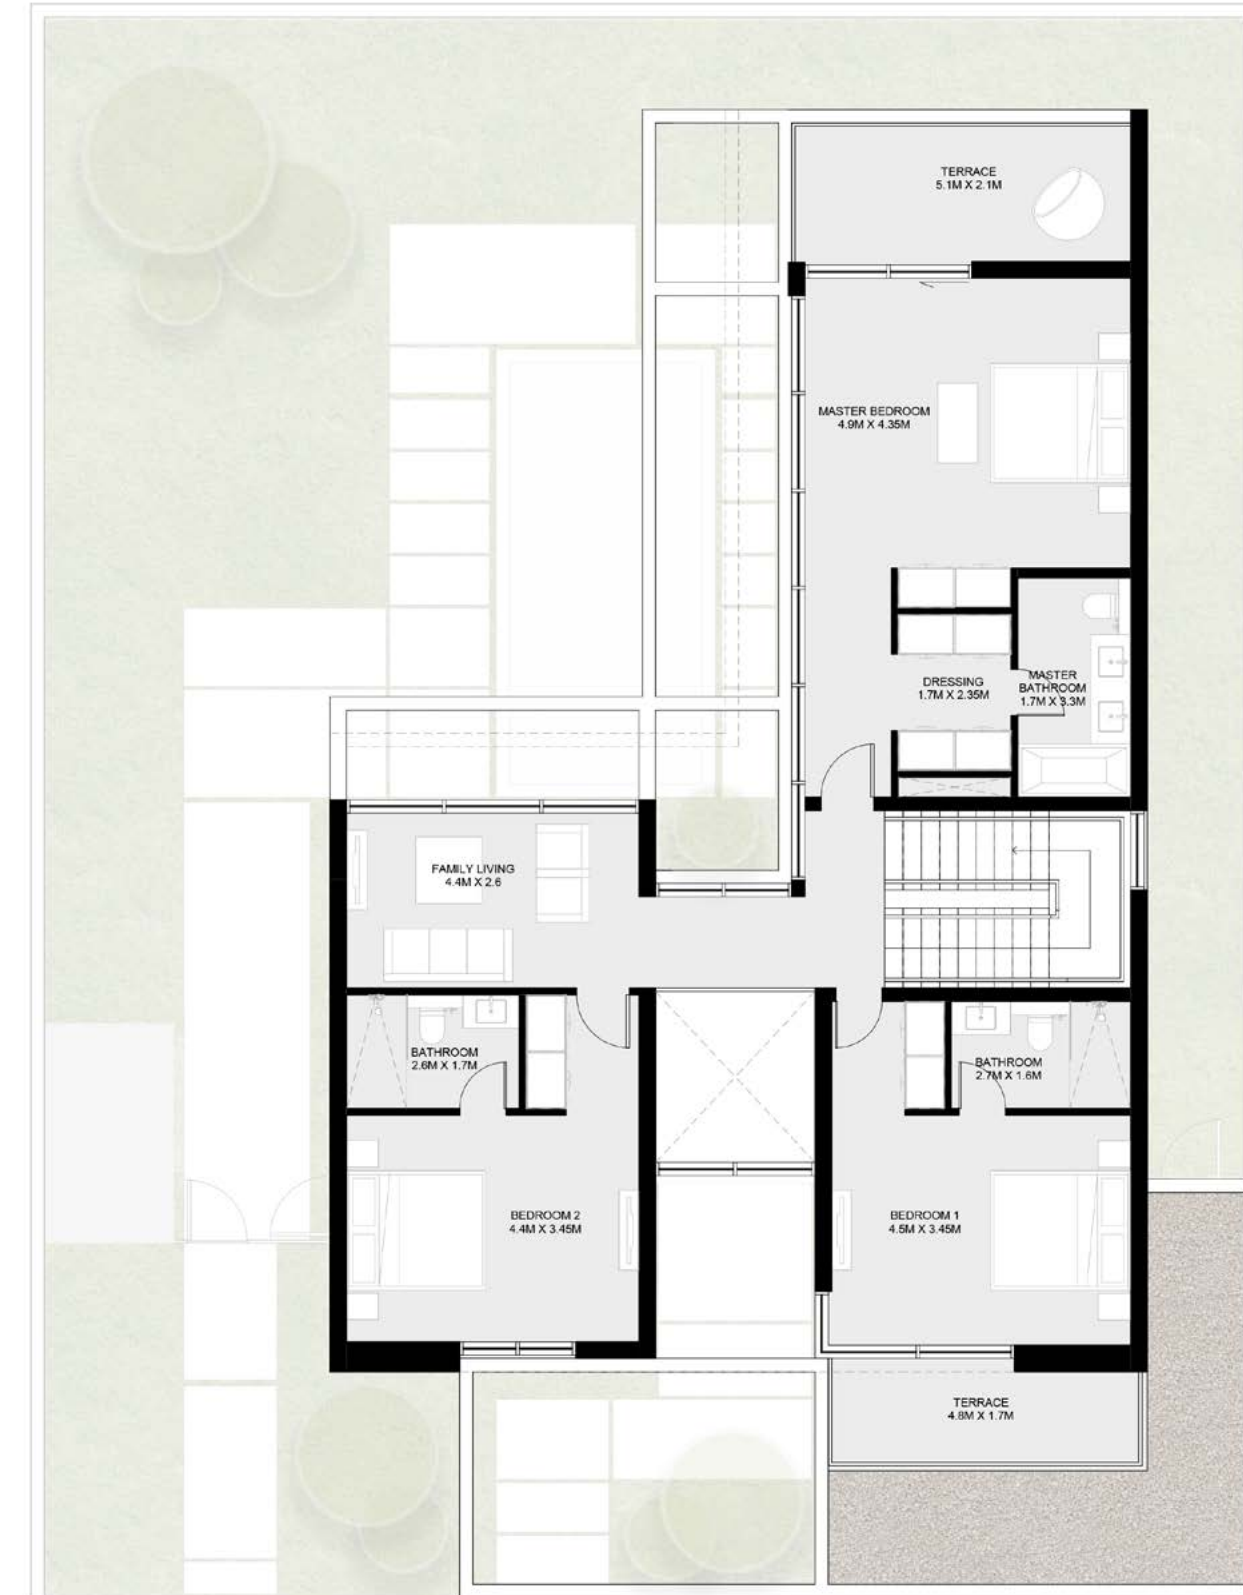 TERRACE
5.1M X 2.1M
MASTER BEDROOM
4.9M X 4.35M
DRESSING
1.7M X 2.35M
MASTER
BATHROOM
1.7M X 3.3M
FAMILY LIVING
4.4M X 2.6
BATHROOM
2.6M X 1.7M
BATHROOM
2.7M X 1.6M
BEDROOM 2
4.4M X 3.45M
BEDROOM 1
4.5M X 3.45M
TERRACE
4.8M X 1.7M